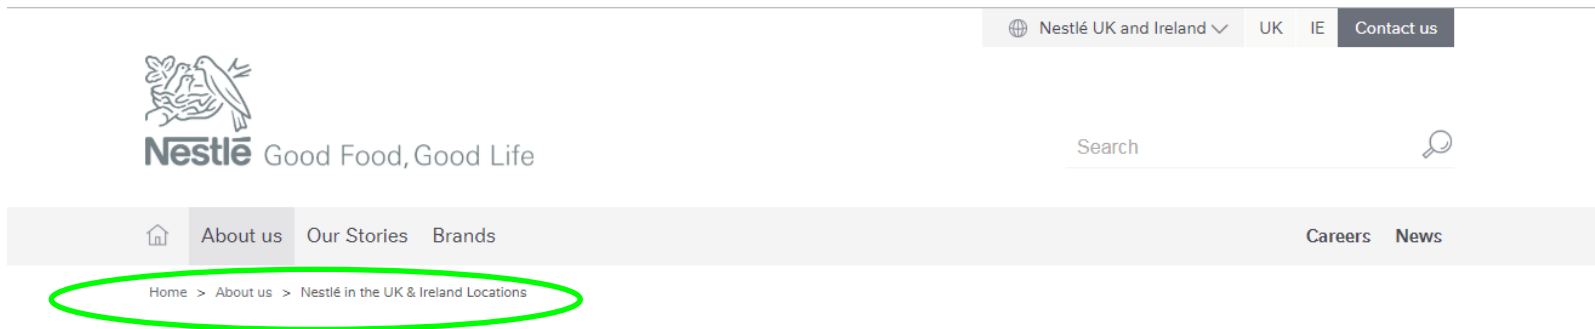 Nestlé UK and Ireland UK IE Contact us
Nestlé Good Food, Good Life
Search
About us Our Stories Brands Careers News
Home > About us > Nestlé in the UK & Ireland Locations